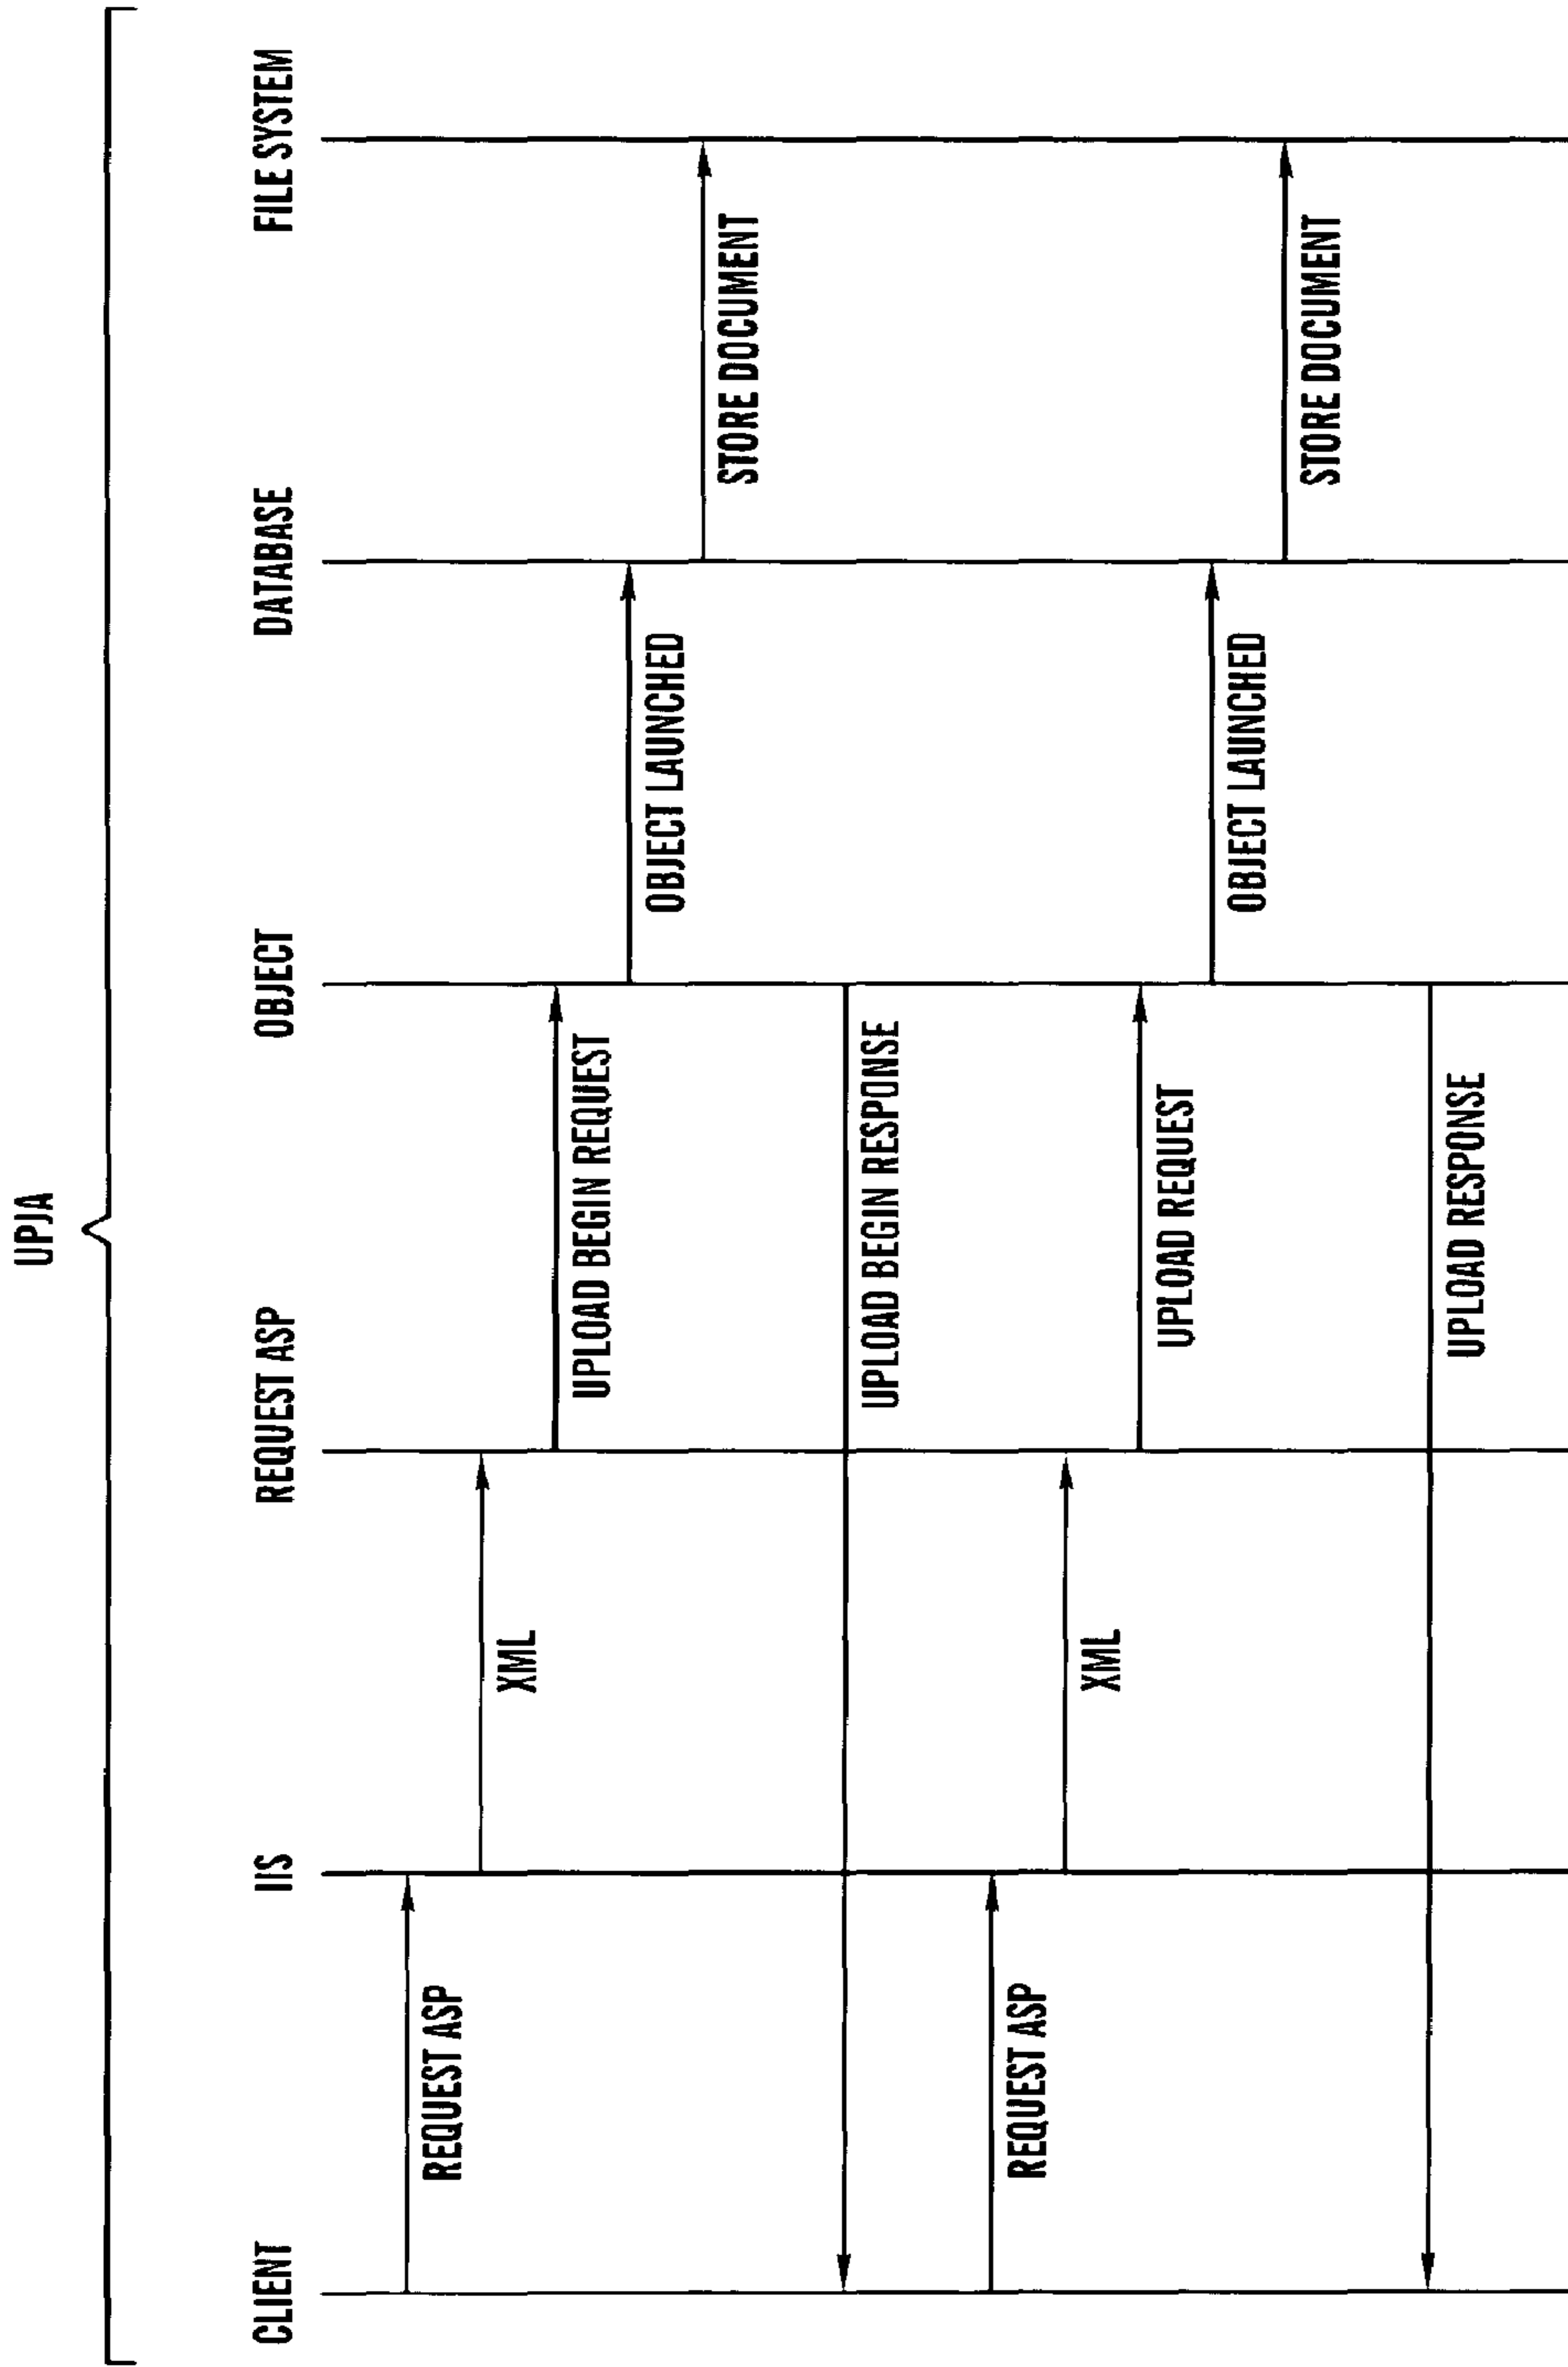 UPJA
CLIENT
IIS
REQUEST ASP
OBJECT
DATABASE
FILE SYSTEM
REQUEST ASP
XML
UPLOAD BEGIN REQUEST
OBJECT LAUNCHED
STORE DOCUMENT
UPLOAD BEGIN RESPONSE
REQUEST ASP
XML
UPLOAD REQUEST
OBJECT LAUNCHED
STORE DOCUMENT
UPLOAD RESPONSE